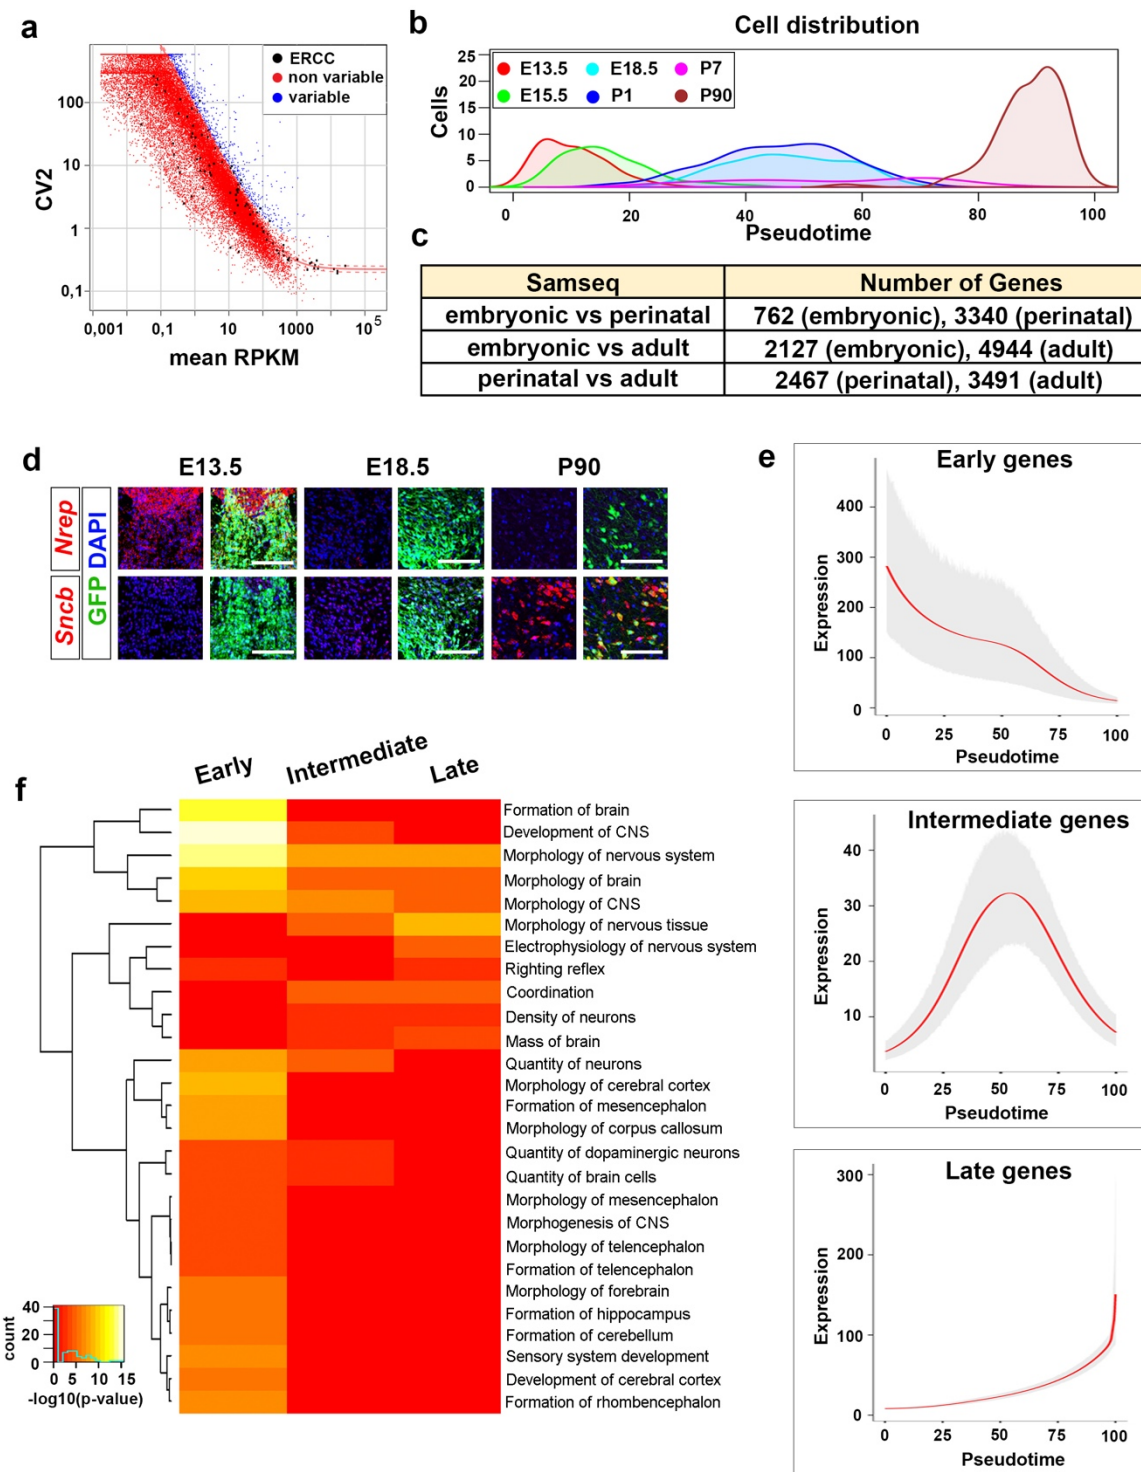 a
ERCC
non variable
variable
CV2
100
10
1
0,1
0,001
0,1
10
1000
10^5
mean RPKM
b
Cell distribution
E13.5
E18.5
P7
E15.5
P1
P90
Cells
25
20
15
10
5
0
0
20
40
60
80
100
Pseudotime
c
Samseq
Number of Genes
embryonic vs perinatal
762 (embryonic), 3340 (perinatal)
embryonic vs adult
2127 (embryonic), 4944 (adult)
perinatal vs adult
2467 (perinatal), 3491 (adult)
d
E13.5
E18.5
P90
Nrep
Sncb
GFP DAPI
e
Early genes
Expression
400
300
200
100
0
0
25
50
75
100
Pseudotime
Intermediate genes
Expression
40
30
20
10
0
25
50
75
100
Pseudotime
Late genes
Expression
300
200
100
0
0
25
50
75
100
Pseudotime
f
Early
Intermediate
Late
Formation of brain
Development of CNS
Morphology of nervous system
Morphology of brain
Morphology of CNS
Morphology of nervous tissue
Electrophysiology of nervous system
Righting reflex
Coordination
Density of neurons
Mass of brain
Quantity of neurons
Morphology of cerebral cortex
Formation of mesencephalon
Morphology of corpus callosum
Quantity of dopaminergic neurons
Quantity of brain cells
Morphology of mesencephalon
Morphogenesis of CNS
Morphology of telencephalon
Formation of telencephalon
Morphology of forebrain
Formation of hippocampus
Formation of cerebellum
Sensory system development
Development of cerebral cortex
Formation of rhombencephalon
count
40
20
0
0
5
10
15
-log10(p-value)